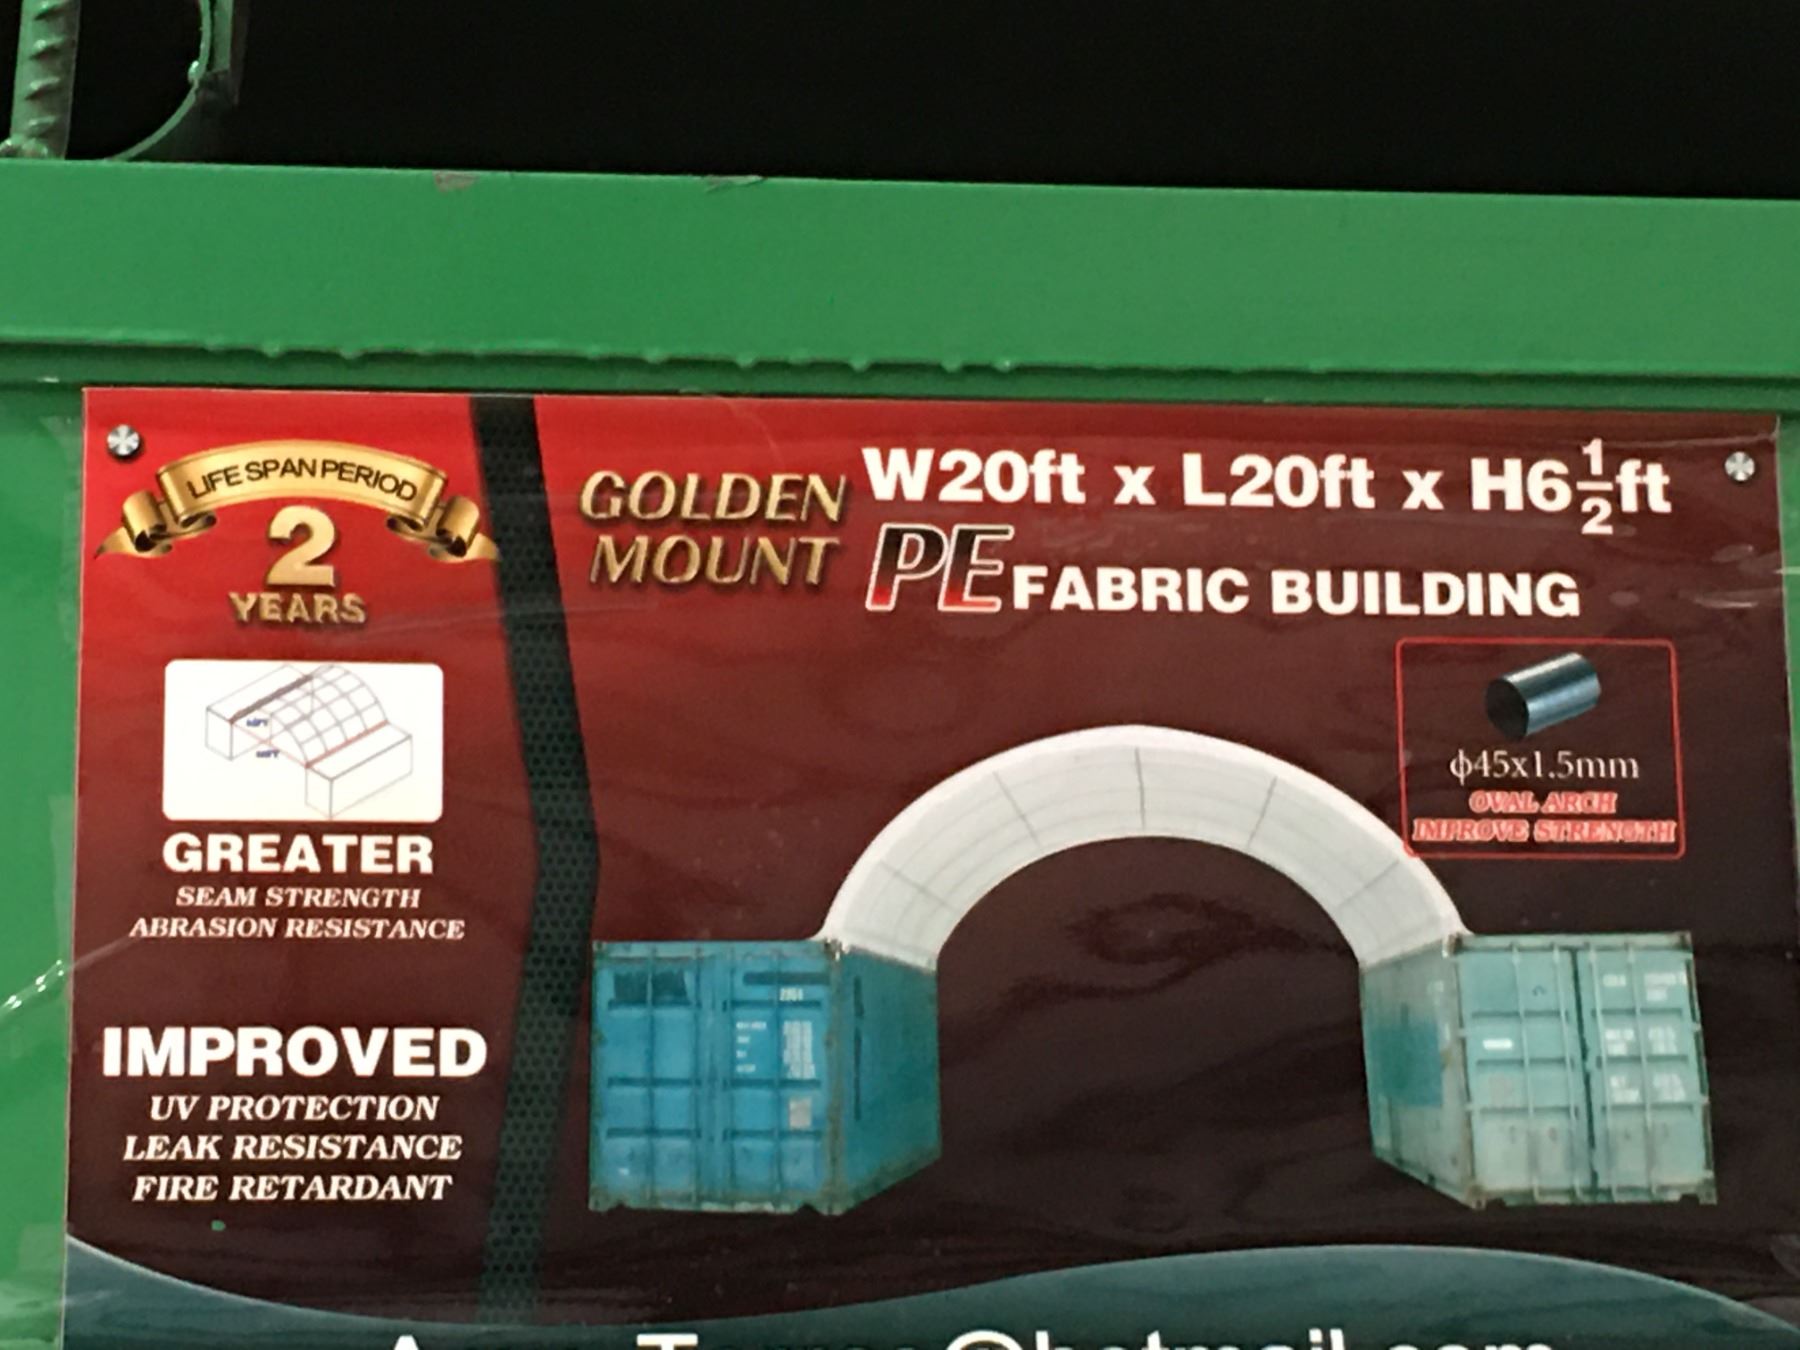 LIFE SPAN PERIOD
2
YEARS
GOLDEN
MOUNT
W20ft x L20ft x H6½ft
PE FABRIC BUILDING
ϕ45x1.5mm
OVAL ARCH
IMPROVE STRENGTH
GREATER
SEAM STRENGTH
ABRASION RESISTANCE
IMPROVED
UV PROTECTION
LEAK RESISTANCE
FIRE RETARDANT